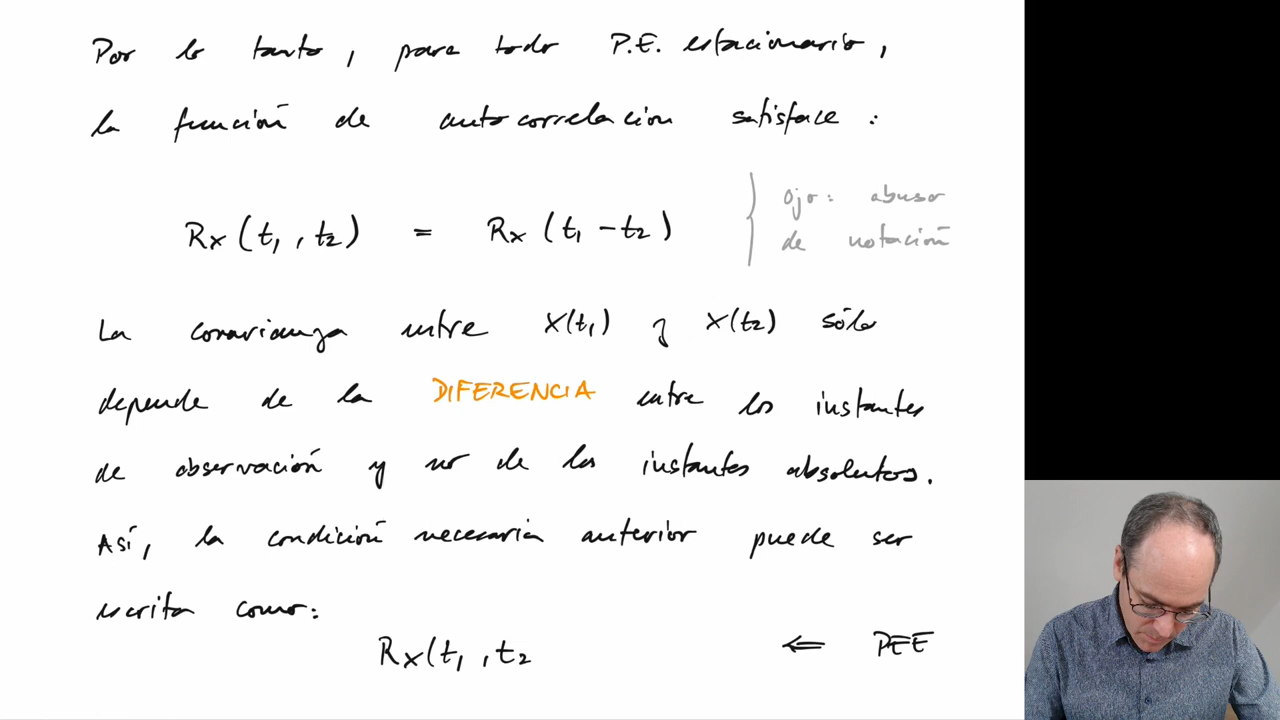 Por lo tanto, para todo P.E. estacionario,
la función de autocorrelación satisface:
Rx(t1, t2) = Rx(t1 - t2)
Ojo: abuso
de notación
La covarianza entre X(t1) y X(t2) sólo
depende de la DIFERENCIA entre los instantes
de observación y no de los instantes absolutos.
Así, la condición necesaria anterior puede ser
escrita como:
Rx(t1, t2 ⇐ PEE